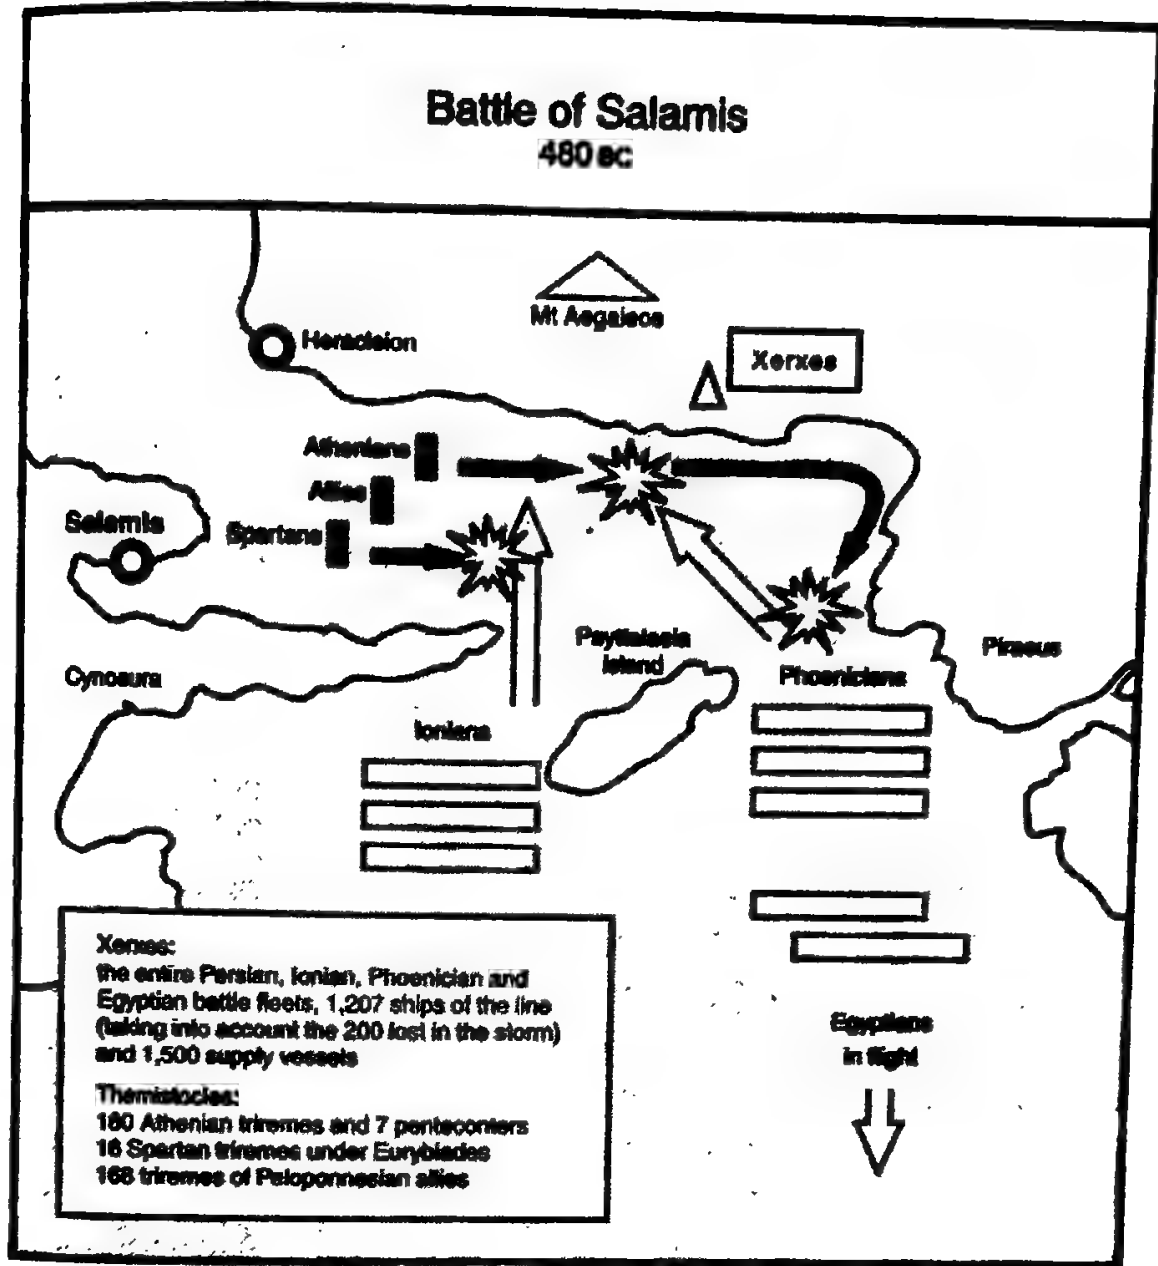 Battle of Salamis
480 BC
Mt Aegaleos
Heracleion
Xerxes
Athenians
Allies
Salamis
Spartans
Psyttaleia
Island
Piraeus
Cynosura
Phoenicians
Ionians
Xerxes:
the entire Persian, Ionian, Phoenician and
Egyptian battle fleets, 1,207 ships of the line
(taking into account the 200 lost in the storm)
and 1,500 supply vessels
Themistocles:
180 Athenian triremes and 7 penteconters
16 Spartan triremes under Eurybiades
168 triremes of Peloponnesian allies
Egyptians
in flight